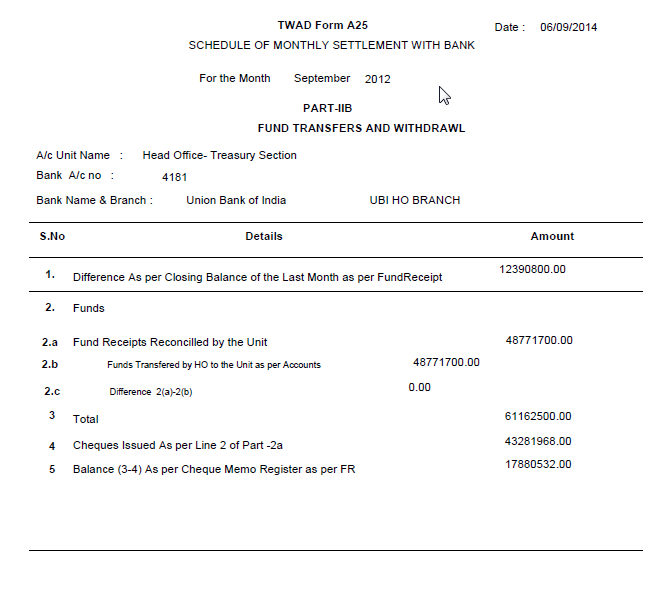 TWAD Form A25
Date : 06/09/2014
SCHEDULE OF MONTHLY SETTLEMENT WITH BANK
For the Month September 2012
PART-IIB
FUND TRANSFERS AND WITHDRAWL
A/c Unit Name : Head Office- Treasury Section
Bank A/c no : 4181
Bank Name & Branch : Union Bank of India UBI HO BRANCH
S.No Details Amount
1. Difference As per Closing Balance of the Last Month as per FundReceipt 12390800.00
2. Funds
2.a Fund Receipts Reconcilled by the Unit 48771700.00
2.b Funds Transfered by HO to the Unit as per Accounts 48771700.00
2.c Difference 2(a)-2(b) 0.00
3 Total 61162500.00
4 Cheques Issued As per Line 2 of Part -2a 43281968.00
5 Balance (3-4) As per Cheque Memo Register as per FR 17880532.00